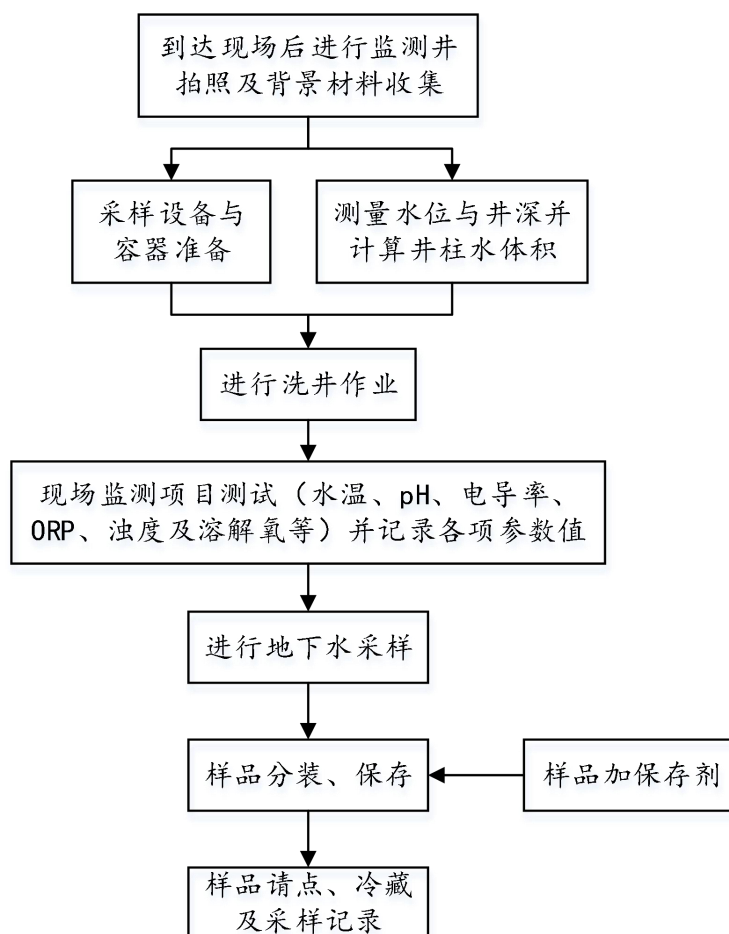 到达现场后进行监测井
拍照及背景材料收集
采样设备与
容器准备
测量水位与井深并
计算井柱水体积
进行洗井作业
现场监测项目测试（水温、pH、电导率、
ORP、浊度及溶解氧等）并记录各项参数值
进行地下水采样
样品分装、保存
样品加保存剂
样品请点、冷藏
及采样记录